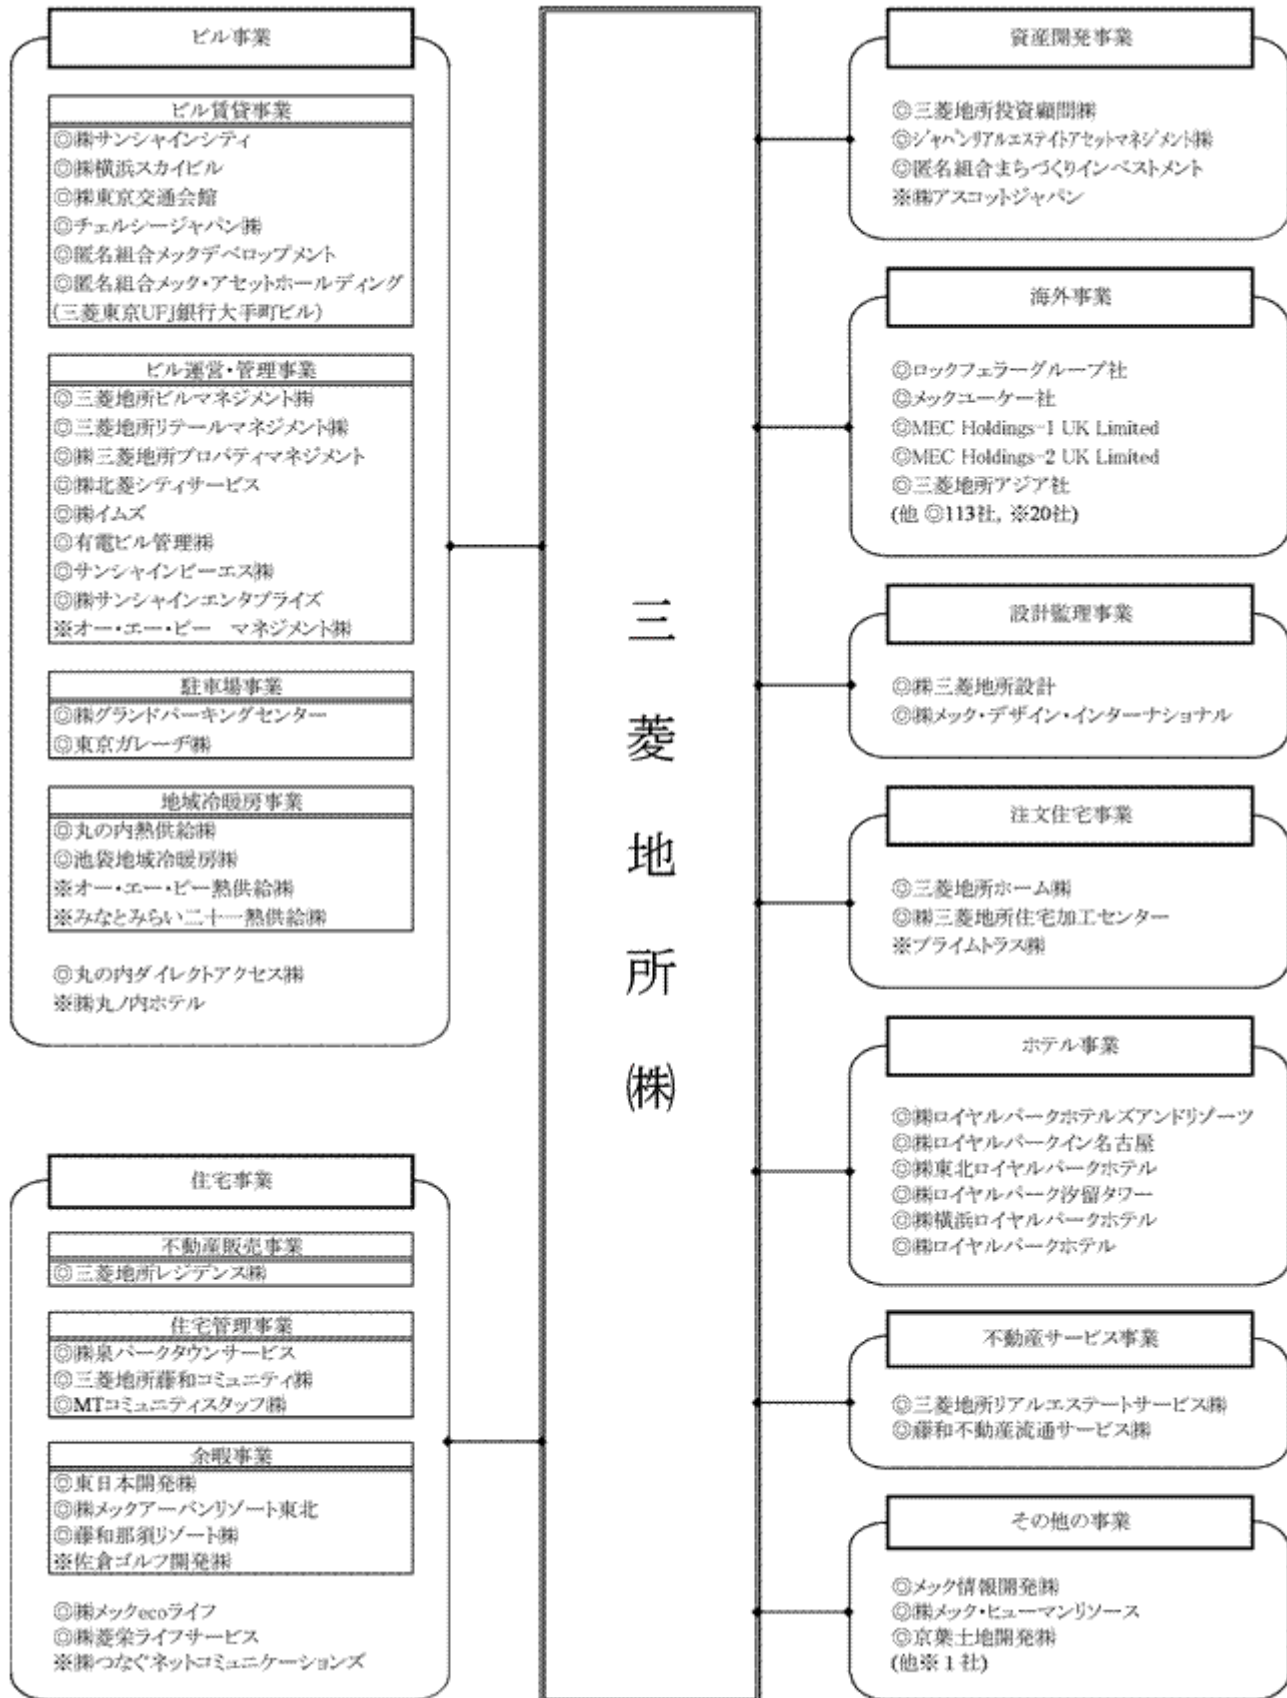 ビル事業
ビル賃貸事業
◎㈱サンシャインシティ
◎㈱横浜スカイビル
◎㈱東京交通会館
◎チェルシージャパン㈱
◎匿名組合メックデベロップメント
◎匿名組合メック・アセットホールディング
(三菱東京UFJ銀行大手町ビル)
ビル運営・管理事業
◎三菱地所ビルマネジメント㈱
◎三菱地所リテールマネジメント㈱
◎㈱三菱地所プロパティマネジメント
◎㈱北菱シティサービス
◎㈱イムズ
◎有電ビル管理㈱
◎サンシャインビーエス㈱
◎㈱サンシャインエンタプライズ
※オー・エー・ピー　マネジメント㈱
駐車場事業
◎㈱グランドパーキングセンター
◎東京ガレーヂ㈱
地域冷暖房事業
◎丸の内熱供給㈱
◎池袋地域冷暖房㈱
※オー・エー・ピー熱供給㈱
※みなとみらい二十一熱供給㈱
◎丸の内ダイレクトアクセス㈱
※㈱丸ノ内ホテル
住宅事業
不動産販売事業
◎三菱地所レジデンス㈱
住宅管理事業
◎㈱泉パークタウンサービス
◎三菱地所藤和コミュニティ㈱
◎MTコミュニティスタッフ㈱
余暇事業
◎東日本開発㈱
◎㈱メックアーバンリゾート東北
◎藤和那須リゾート㈱
※佐倉ゴルフ開発㈱
◎㈱メックecoライフ
◎㈱菱栄ライフサービス
※㈱つなぐネットコミュニケーションズ
三菱地所㈱
資産開発事業
◎三菱地所投資顧問㈱
◎ジャパンリアルエステイトアセットマネジメント㈱
◎匿名組合まちづくりインベストメント
※㈱アスコットジャパン
海外事業
◎ロックフェラーグループ社
◎メックユーケー社
◎MEC Holdings-1 UK Limited
◎MEC Holdings-2 UK Limited
◎三菱地所アジア社
(他 ◎113社, ※20社)
設計監理事業
◎㈱三菱地所設計
◎㈱メック・デザイン・インターナショナル
注文住宅事業
◎三菱地所ホーム㈱
◎㈱三菱地所住宅加工センター
※プライムトラス㈱
ホテル事業
◎㈱ロイヤルパークホテルズアンドリゾーツ
◎㈱ロイヤルパークイン名古屋
◎㈱東北ロイヤルパークホテル
◎㈱ロイヤルパーク汐留タワー
◎㈱横浜ロイヤルパークホテル
◎㈱ロイヤルパークホテル
不動産サービス事業
◎三菱地所リアルエステートサービス㈱
◎藤和不動産流通サービス㈱
その他の事業
◎メック情報開発㈱
◎㈱メック・ヒューマンリソース
◎京葉土地開発㈱
(他※１社)